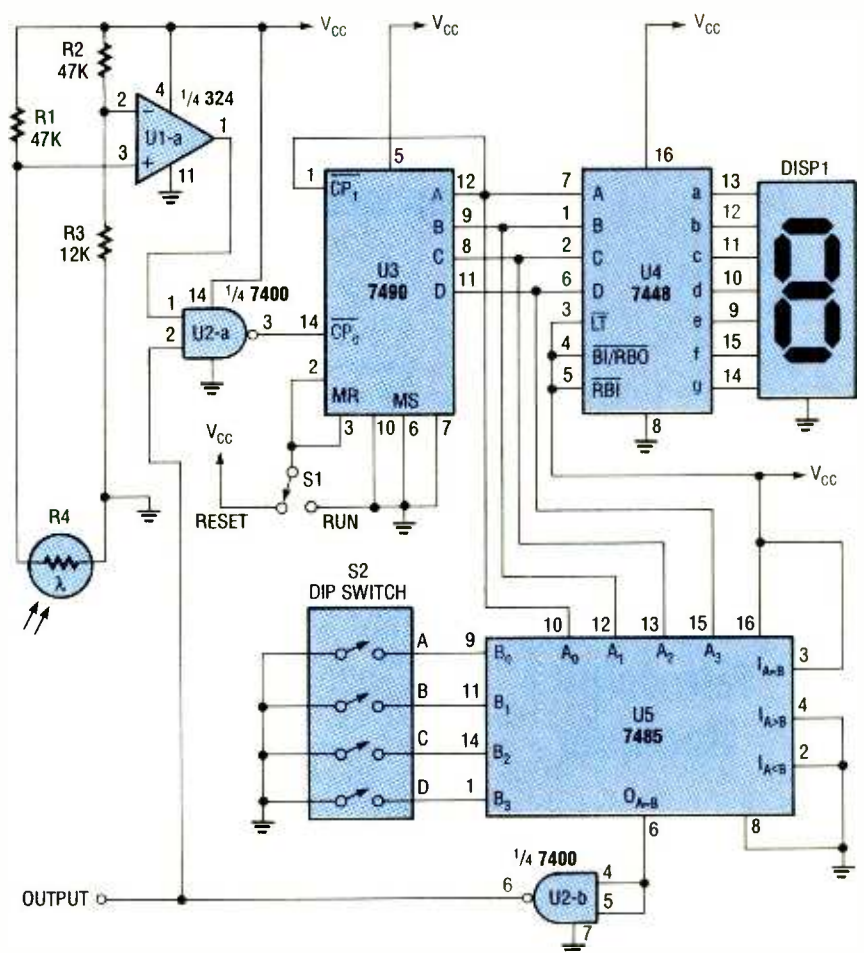 VCC
VCC
VCC
R2
47K
4
1/4 324
2
−
1
R1
47K
U1-a
3
+
11
5
16
DISP1
1
CP1
A
12
7
A
a
13
B
9
1
B
b
12
R3
12K
C
8
2
C
c
11
U3
7490
D
11
U4
7448
6
D
d
10
1
14
1/4 7400
3
LT
e
9
2
U2-a
3
14
CP0
4
BI/RBO
f
15
2
5
RBI
g
14
MR
MS
3
10
6
7
8
VCC
S1
RESET
RUN
VCC
R4
λ
S2
DIP SWITCH
10
12
13
15
16
A
9
B0
A0
A1
A2
A3
IA=B
3
B
11
B1
U5
7485
IA>B
4
C
14
B2
IA<B
2
D
1
B3
OA=B
6
8
1/4 7400
OUTPUT
6
U2-b
4
5
7